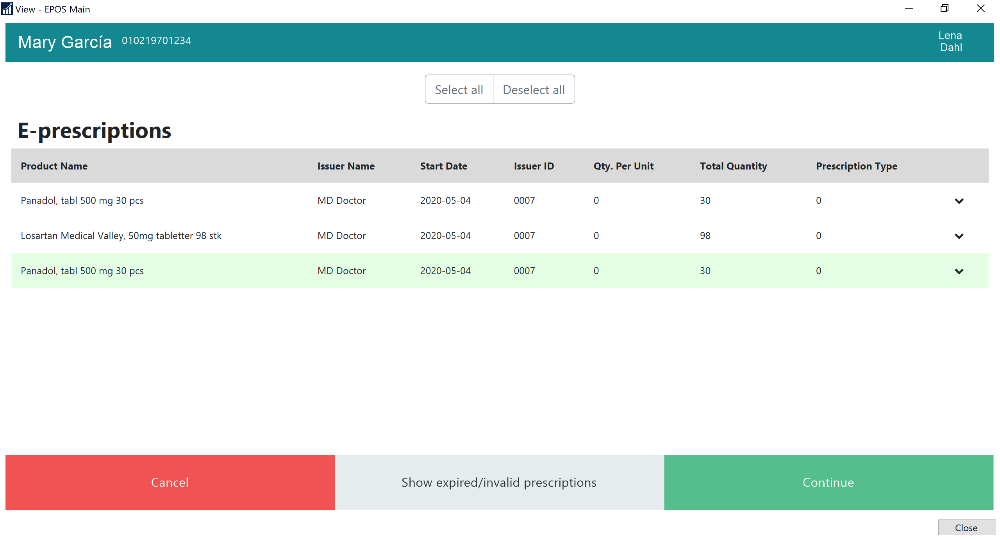 View - EPOS Main
Mary García 010219701234
Lena
Dahl
Select all Deselect all
E-prescriptions
Product Name Issuer Name Start Date Issuer ID Qty. Per Unit Total Quantity Prescription Type
Panadol, tabl 500 mg 30 pcs MD Doctor 2020-05-04 0007 0 30 0
Losartan Medical Valley, 50mg tabletter 98 stk MD Doctor 2020-05-04 0007 0 98 0
Panadol, tabl 500 mg 30 pcs MD Doctor 2020-05-04 0007 0 30 0
Cancel Show expired/invalid prescriptions Continue
Close